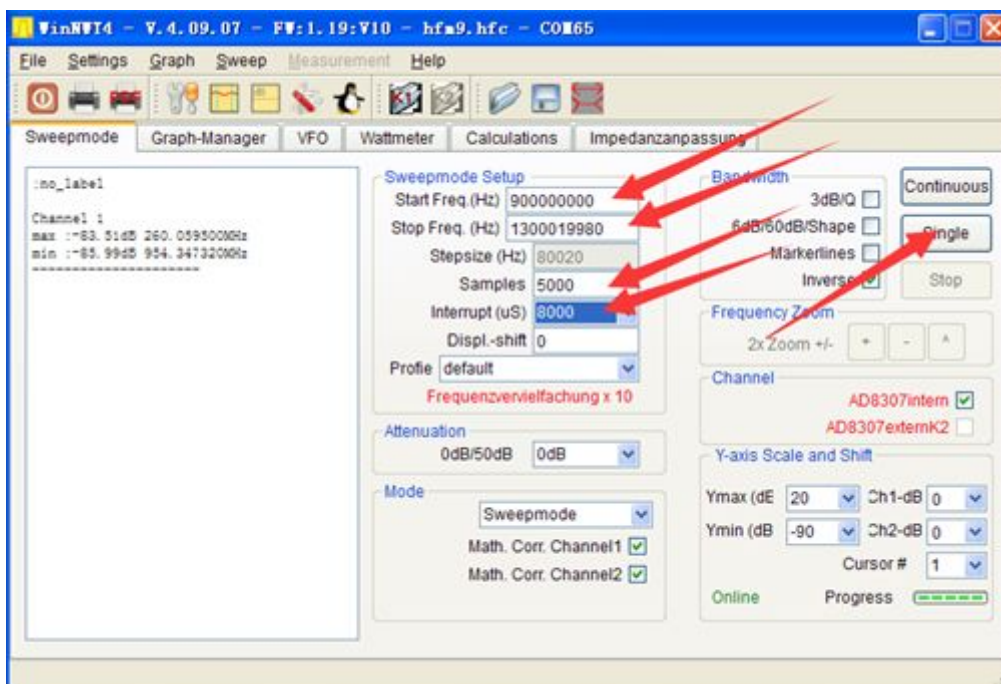 WinNWT4 - V.4.09.07 - FW:1.19:V10 - hfm9.hfc - COM65
File Settings Graph Sweep Measurement Help
Sweepmode Graph-Manager VFO Wattmeter Calculations Impedanzanpassung
:no_label
Channel 1
max :-83.51dB 260.059500MHz
min :-85.99dB 954.347320MHz
=====================
Sweepmode Setup
Start Freq.(Hz) 900000000
Stop Freq. (Hz) 1300019980
Stepsize (Hz) 80020
Samples 5000
Interrupt (uS) 8000
Displ.-shift 0
Profie default
Frequenzvervielfachung x 10
Attenuation
0dB/50dB 0dB
Mode
Sweepmode
Math. Corr. Channel1
Math. Corr. Channel2
Bandwidth
3dB/Q
6dB/60dB/Shape
Markerlines
Inverse
Continuous
Single
Stop
Frequency Zoom
2x Zoom +/- + - ^
Channel
AD8307intern
AD8307externK2
Y-axis Scale and Shift
Ymax (dE 20 Ch1-dB 0
Ymin (dB -90 Ch2-dB 0
Cursor # 1
Online Progress